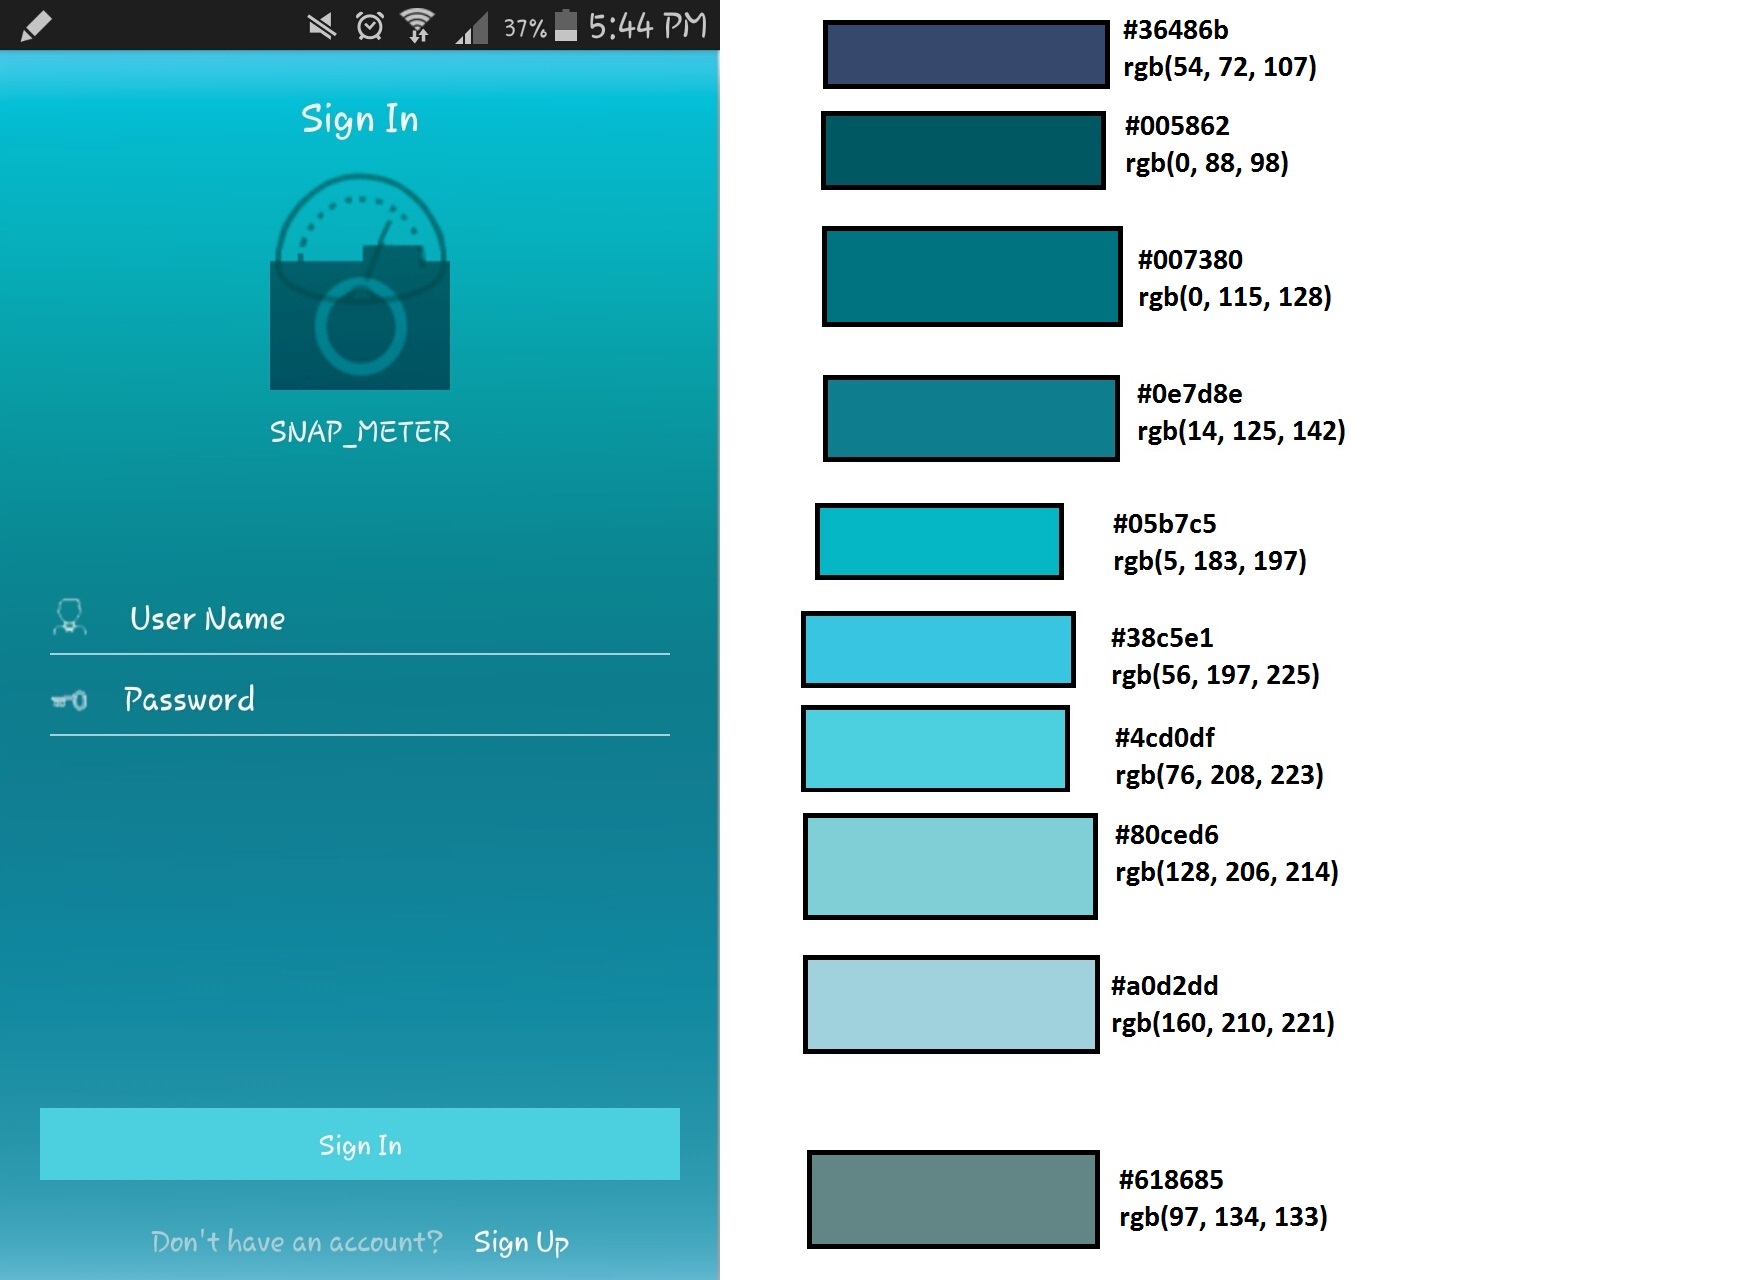 37% 5:44 PM
Sign In
SNAP_METER
User Name
Password
Sign In
Don't have an account? Sign Up
#36486b
rgb(54, 72, 107)
#005862
rgb(0, 88, 98)
#007380
rgb(0, 115, 128)
#0e7d8e
rgb(14, 125, 142)
#05b7c5
rgb(5, 183, 197)
#38c5e1
rgb(56, 197, 225)
#4cd0df
rgb(76, 208, 223)
#80ced6
rgb(128, 206, 214)
#a0d2dd
rgb(160, 210, 221)
#618685
rgb(97, 134, 133)